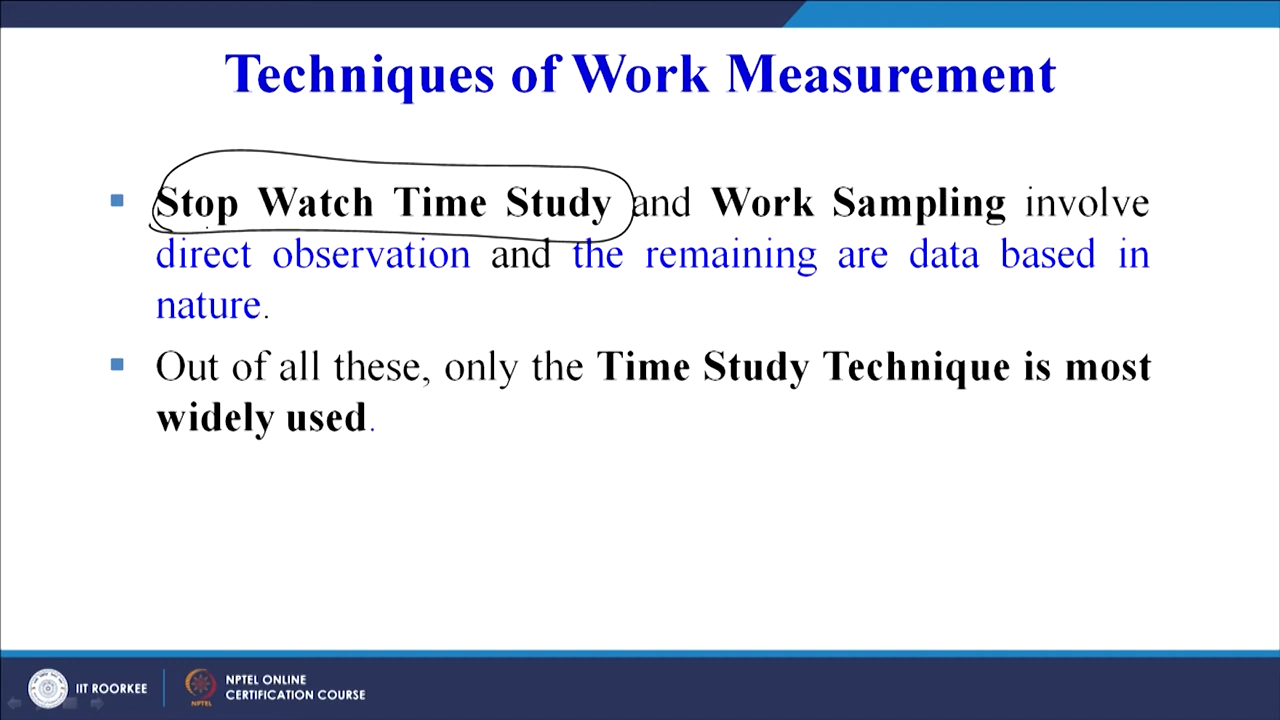 Techniques of Work Measurement
Stop Watch Time Study and Work Sampling involve
direct observation and the remaining are data based in
nature.
Out of all these, only the Time Study Technique is most
widely used.
IIT ROORKEE
NPTEL
NPTEL ONLINE
CERTIFICATION COURSE